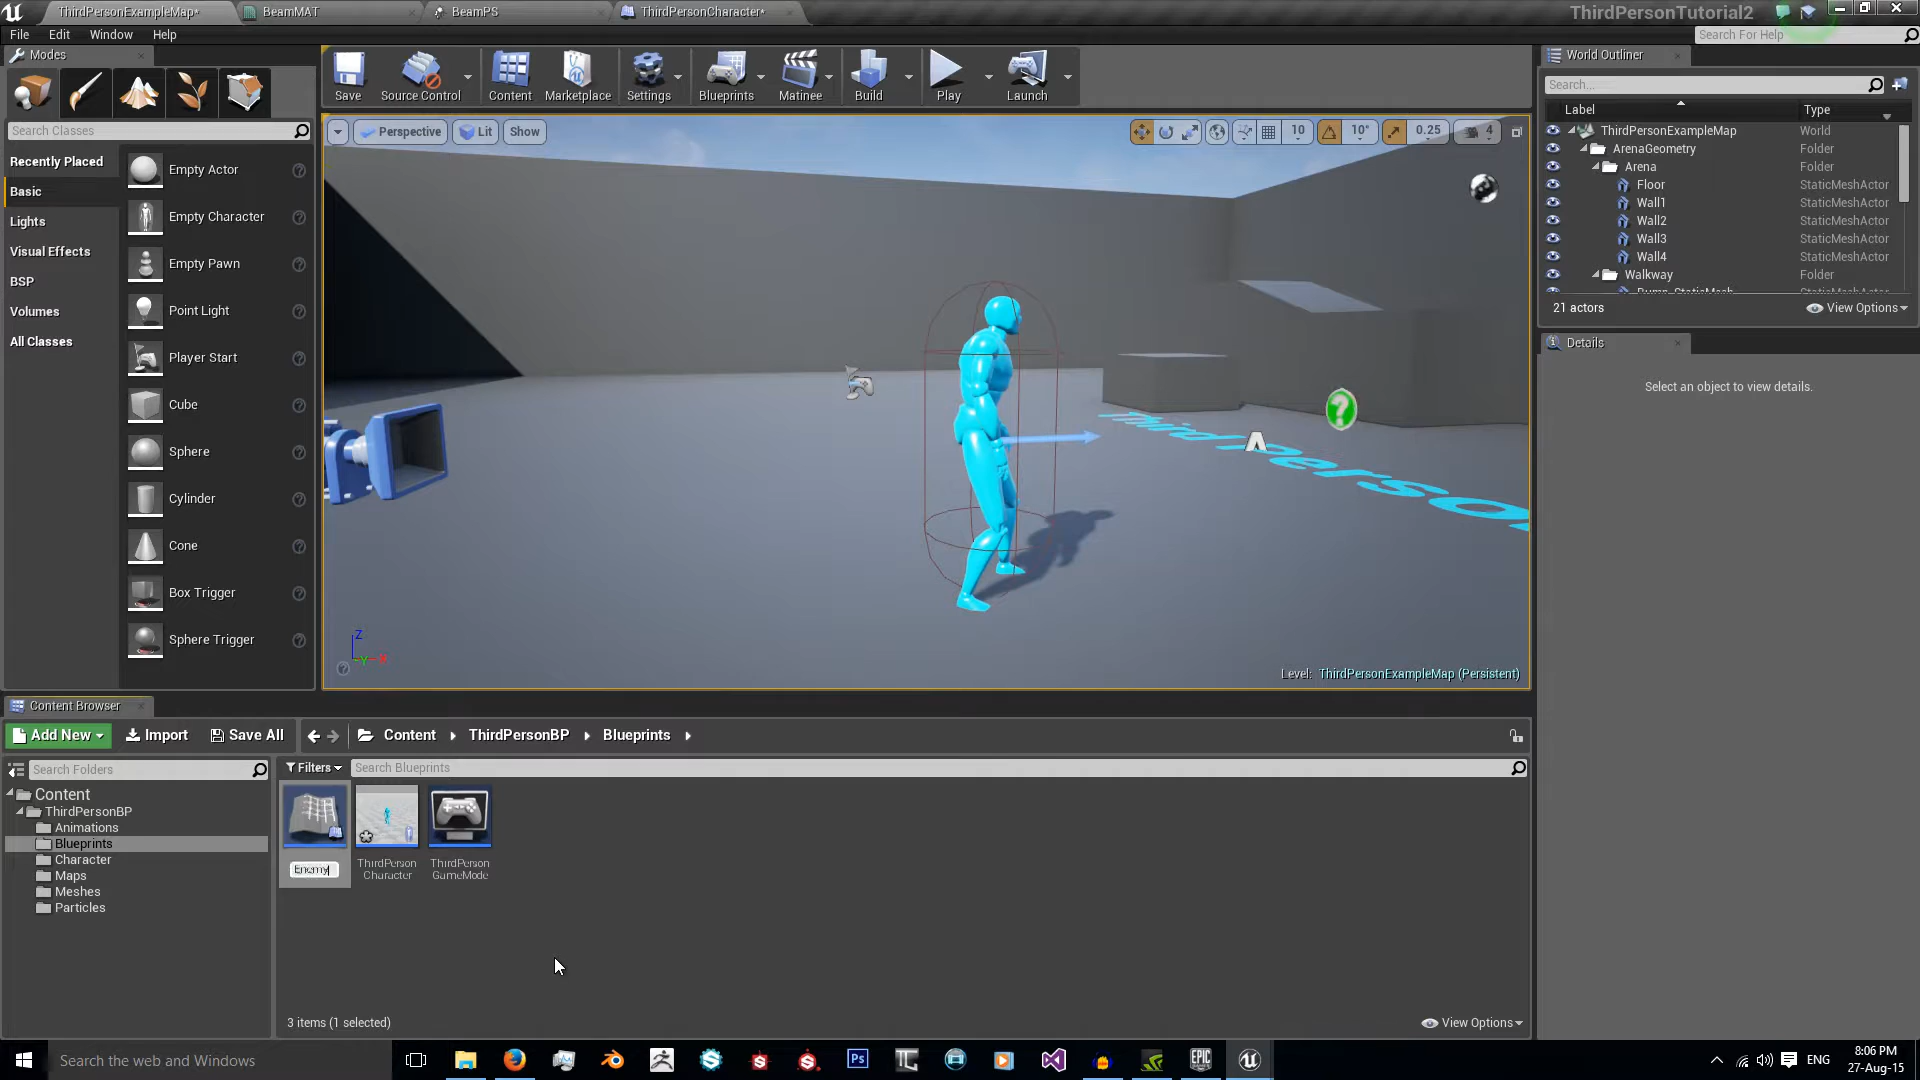 ThirdPersonExampleMap*
BeamMAT
BeamPS
ThirdPersonCharacter*
ThirdPersonTutorial2
File
Edit
Window
Help
Search For Help
Modes
Save
Source Control
Content
Marketplace
Settings
Blueprints
Matinee
Build
Play
Launch
World Outliner
Search...
Label
Type
Search Classes
Perspective
Lit
Show
10
10°
0.25
4
Recently Placed
Basic
Lights
Visual Effects
BSP
Volumes
All Classes
Empty Actor
Empty Character
Empty Pawn
Point Light
Player Start
Cube
Sphere
Cylinder
Cone
Box Trigger
Sphere Trigger
ThirdPersonExampleMap World
ArenaGeometry Folder
Arena Folder
Floor StaticMeshActor
Wall1 StaticMeshActor
Wall2 StaticMeshActor
Wall3 StaticMeshActor
Wall4 StaticMeshActor
Walkway Folder
21 actors
View Options
Details
Select an object to view details.
Third Perso
Z
Y
X
Level: ThirdPersonExampleMap (Persistent)
Content Browser
Add New
Import
Save All
Content
ThirdPersonBP
Blueprints
Search Folders
Filters
Search Blueprints
Content
ThirdPersonBP
Animations
Blueprints
Character
Maps
Meshes
Particles
Enemy
ThirdPerson
Character
ThirdPerson
GameMode
3 items (1 selected)
View Options
Search the web and Windows
Ps
EPIC
GAMES
ENG
8:06 PM
27-Aug-15